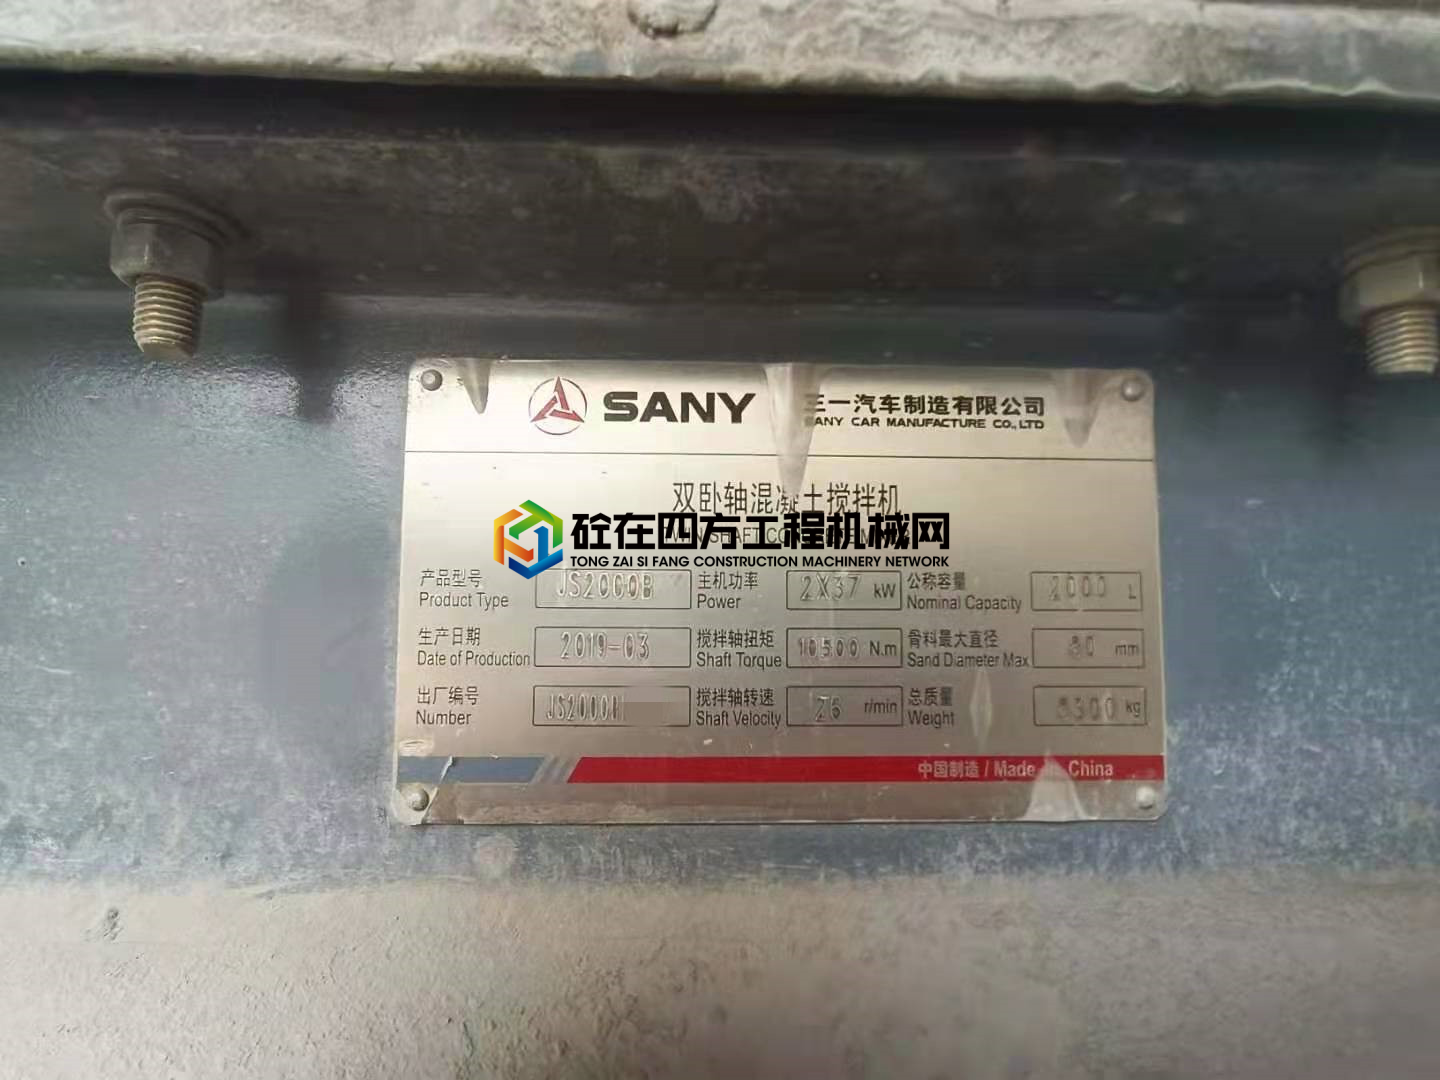 SANY 三一汽车制造有限公司
SANY CAR MANUFACTURE CO.,LTD
双卧轴混凝土搅拌机
砼在四方工程机械网
TONG ZAI SI FANG CONSTRUCTION MACHINERY NETWORK
产品型号 JS2000B 主机功率 2X37 kW 公称容量 2000 L
Product Type Power Nominal Capacity
生产日期 2019-03 搅拌轴扭矩 10500 N.m 骨料最大直径 mm
Date of Production Shaft Torque Sand Diameter Max
出厂编号 搅拌轴转速 26 r/min 总质量 kg
Number Shaft Velocity Weight
中国制造 / Made in China